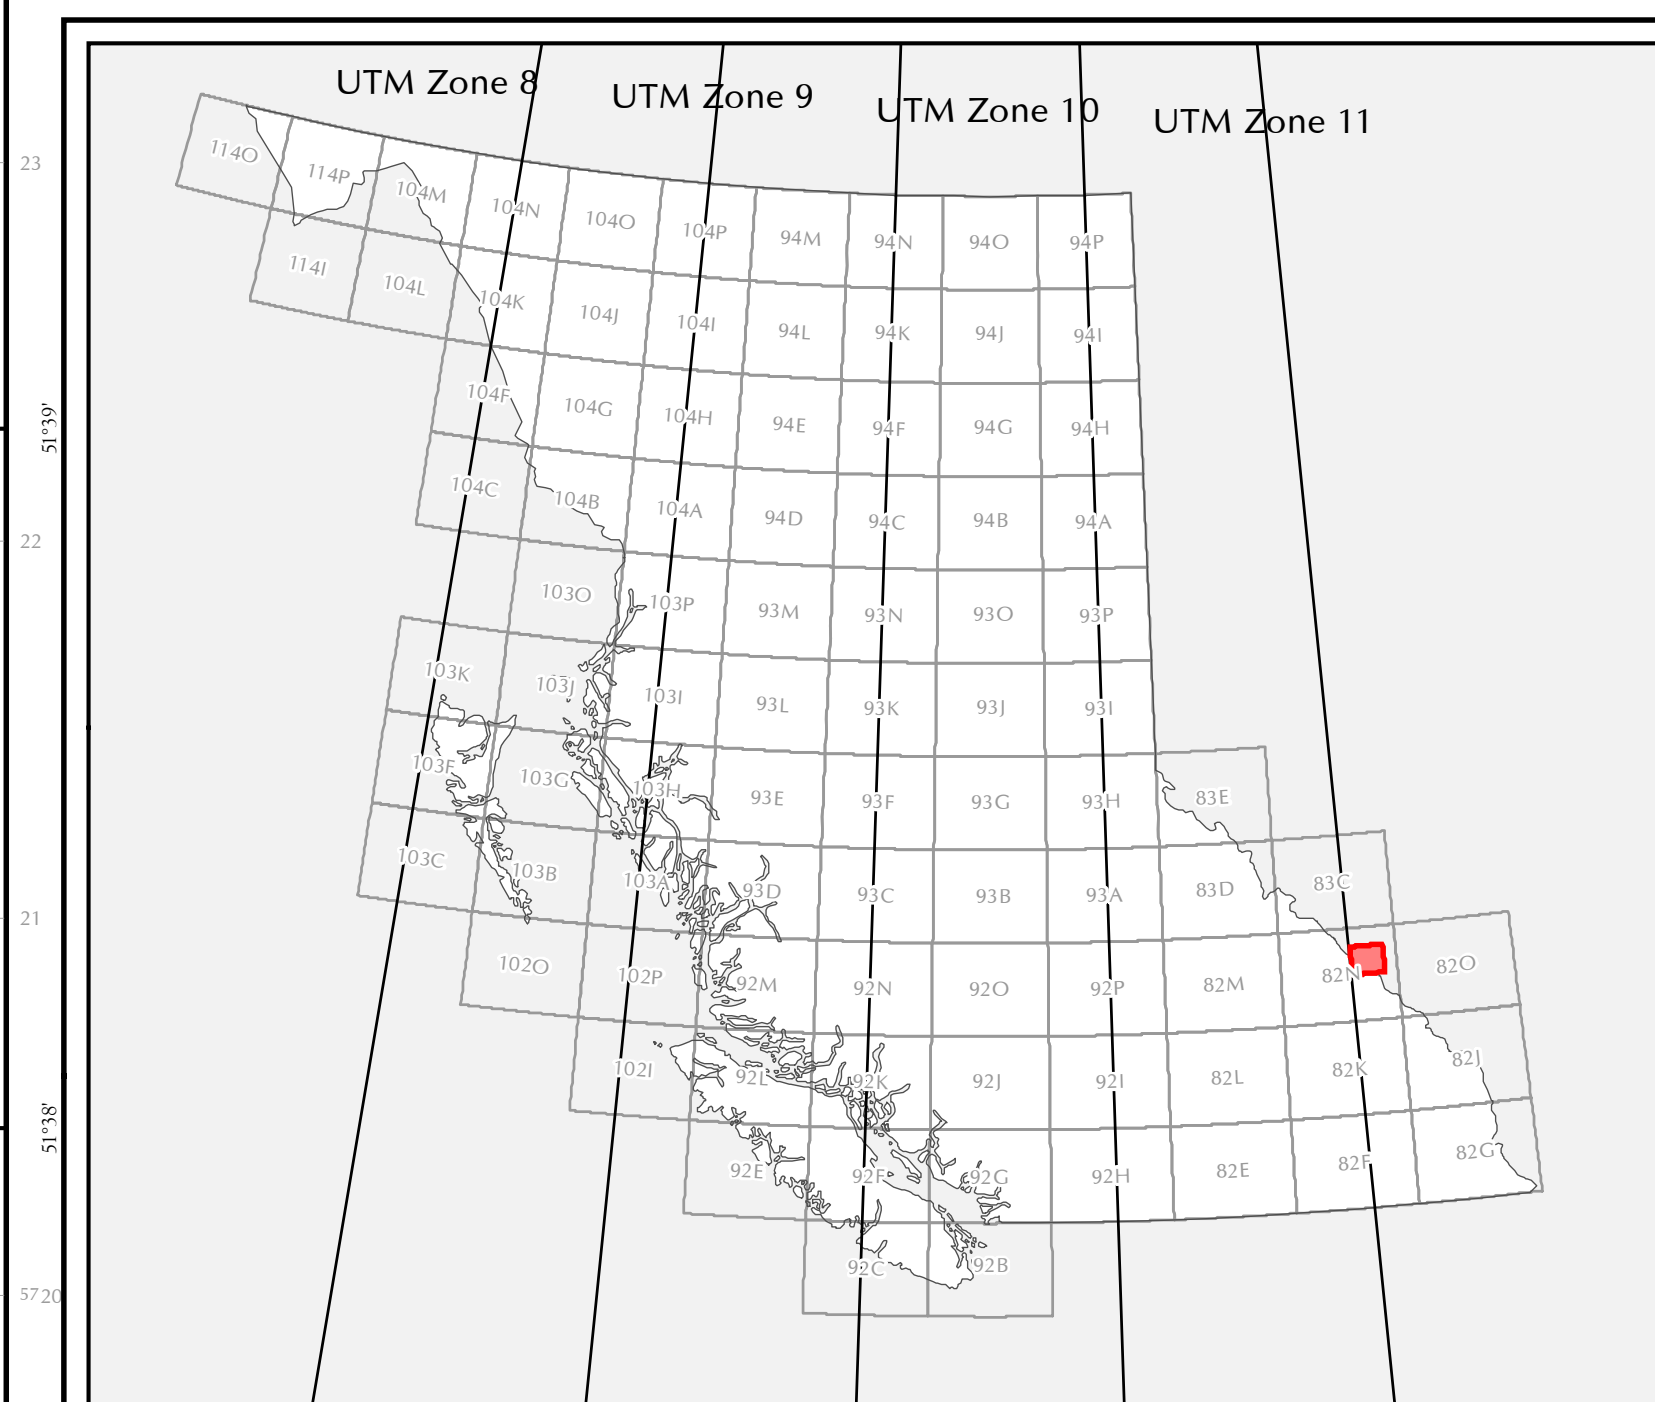 UTM Zone 8
UTM Zone 9
UTM Zone 10
UTM Zone 11
23
51°39'
22
21
51°38'
5720
114O 114P 104M 104N 104O 104P 94M 94N 94O 94P
114I 104L 104K 104J 104I 94L 94K 94J 94I
104F 104G 104H 94E 94F 94G 94H
104C 104B 104A 94D 94C 94B 94A
103O 103P 93M 93N 93O 93P
103K 103J 103I 93L 93K 93J 93I
103F 103G 103H 93E 93F 93G 93H 83E
103C 103B 103A 93D 93C 93B 93A 83D 83C
102O 102P 92M 92N 92O 92P 82M 82N 82O
102I 92L 92K 92J 92I 82L 82K 82J
92E 92F 92G 92H 82E 82F 82G
92C 92B